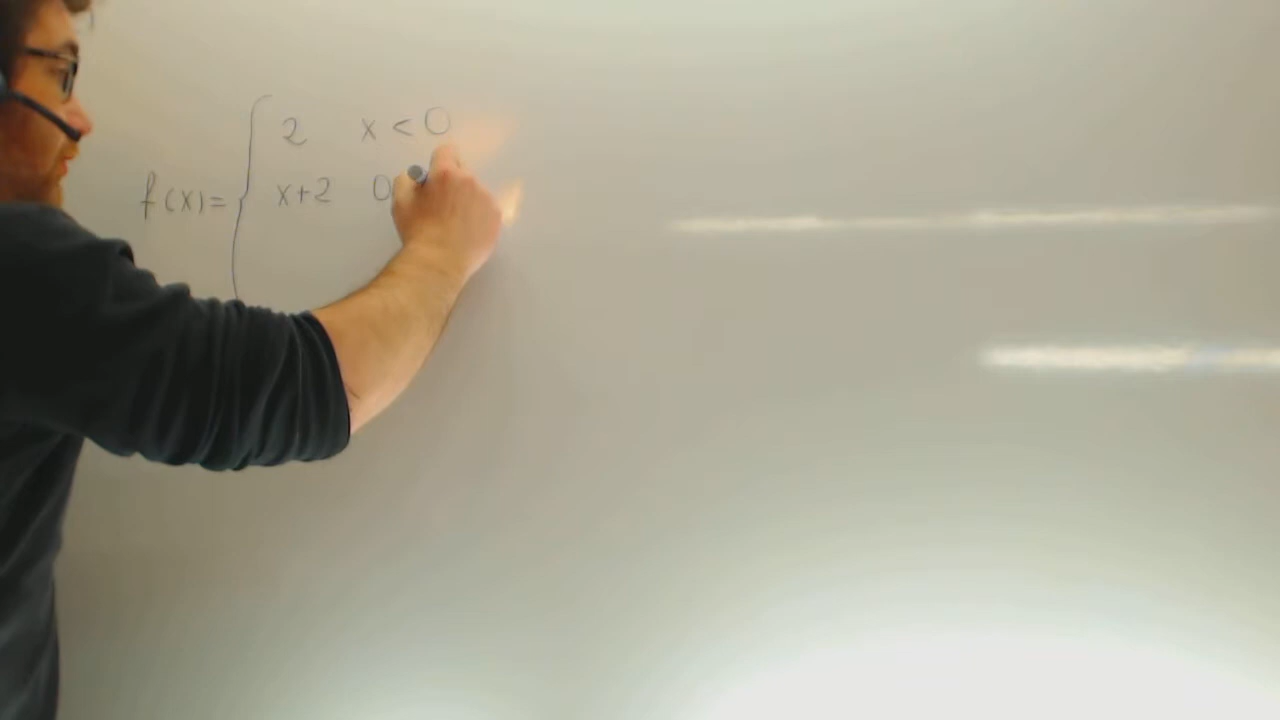 2 x < 0
f(x)= { x+2 0